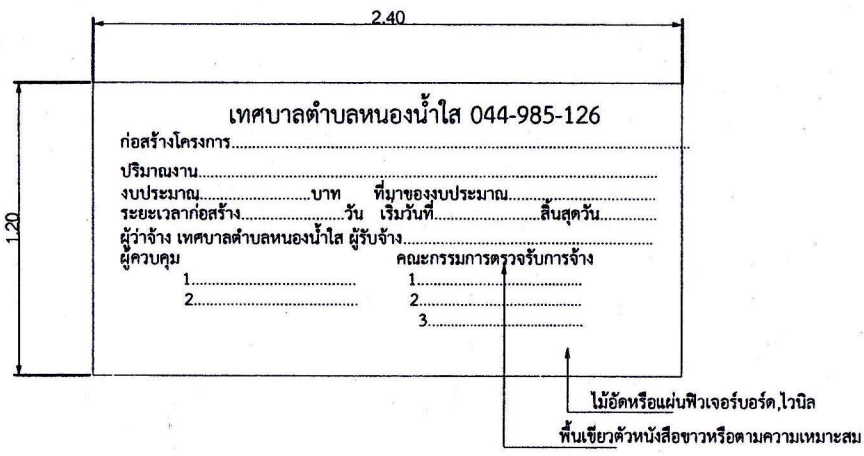 2.40
1.20
เทศบาลตำบลหนองน้ำใส 044-985-126
ก่อสร้างโครงการ..........
ปริมาณงาน..........
งบประมาณ..........บาท ที่มาของงบประมาณ..........
ระยะเวลาก่อสร้าง..........วัน เริ่มวันที่..........สิ้นสุดวัน..........
ผู้ว่าจ้าง เทศบาลตำบลหนองน้ำใส ผู้รับจ้าง..........
ผู้ควบคุม คณะกรรมการตรวจรับการจ้าง
1.......... 1..........
2.......... 2..........
3..........
ไม้อัดหรือแผ่นฟิวเจอร์บอร์ด,ไวนิล
พื้นเขียวตัวหนังสือขาวหรือตามความเหมาะสม